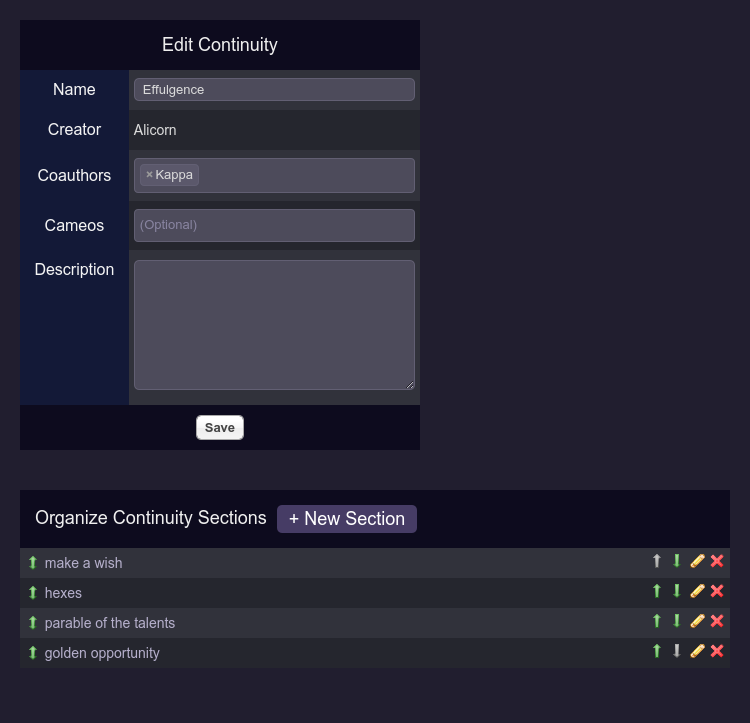 Edit Continuity
Name
Effulgence
Creator
Alicorn
Coauthors
× Kappa
Cameos
(Optional)
Description
Save
Organize Continuity Sections + New Section
make a wish
hexes
parable of the talents
golden opportunity